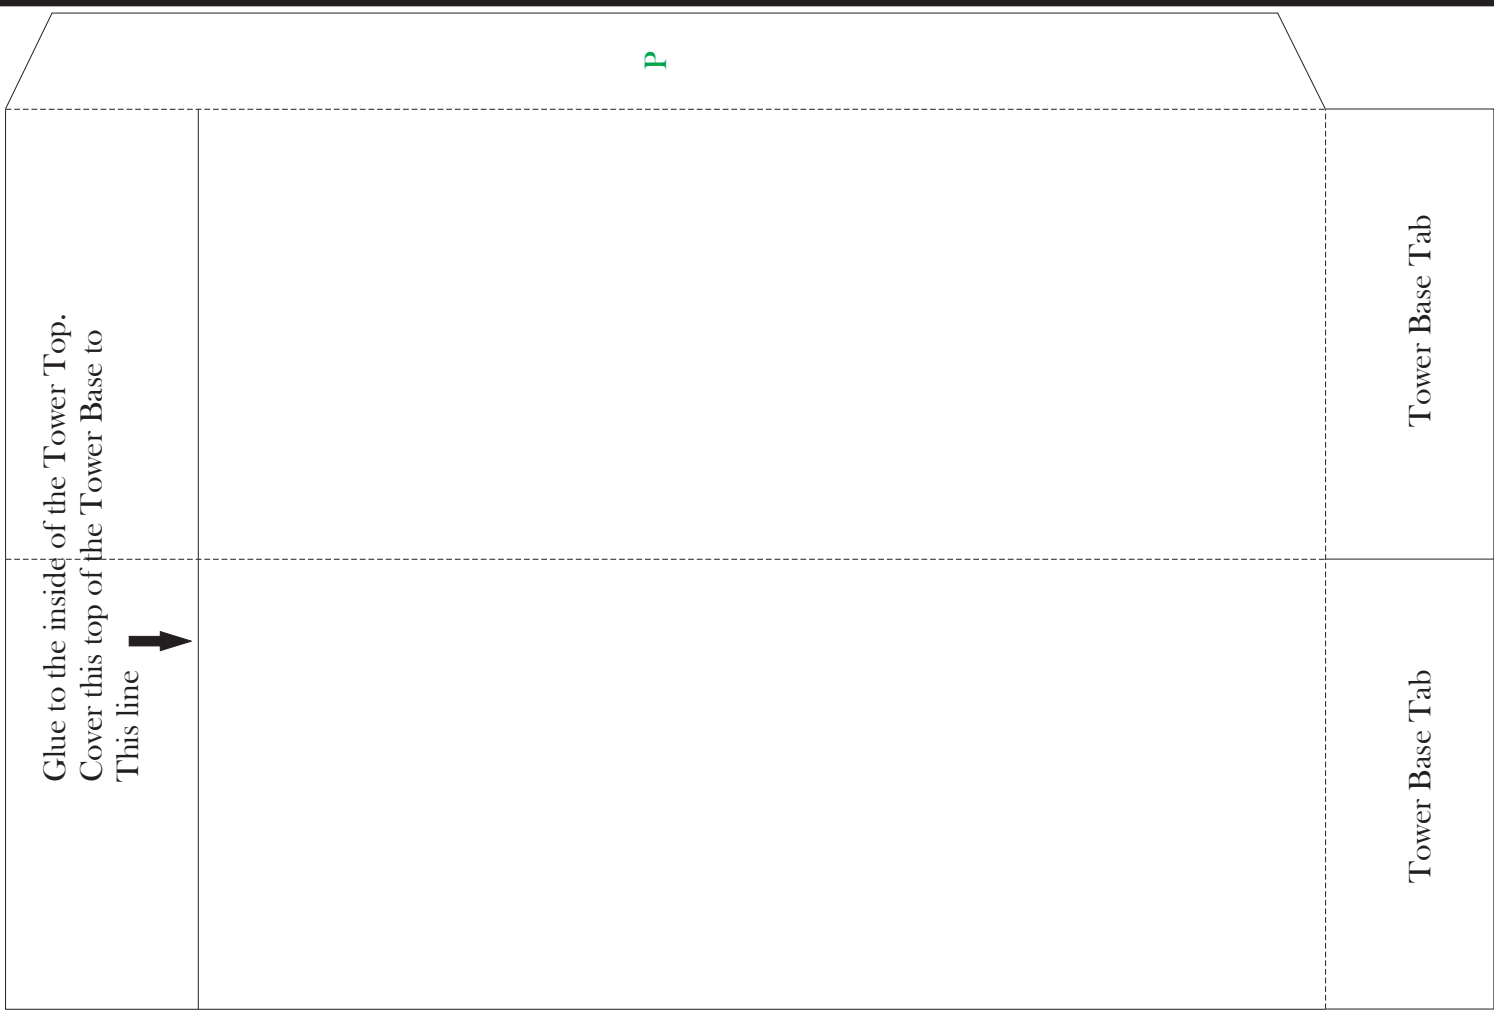 P
Glue to the inside of the Tower Top.
Cover this top of the Tower Base to
This line
Tower Base Tab
Tower Base Tab